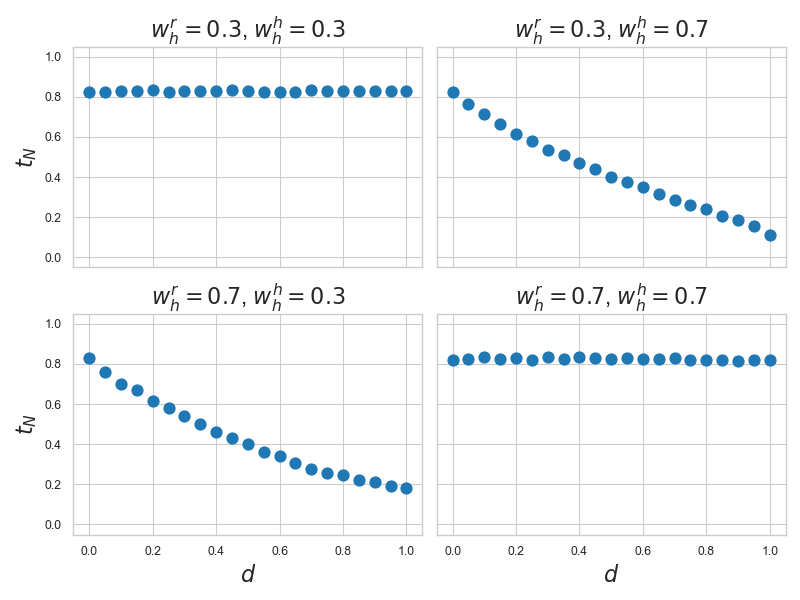 $w_h^r = 0.3$, $w_h^h = 0.3$
$w_h^r = 0.3$, $w_h^h = 0.7$
1.0
0.8
0.6
0.4
0.2
0.0
$t_N$
$w_h^r = 0.7$, $w_h^h = 0.3$
$w_h^r = 0.7$, $w_h^h = 0.7$
1.0
0.8
0.6
0.4
0.2
0.0
$t_N$
0.0 0.2 0.4 0.6 0.8 1.0
0.0 0.2 0.4 0.6 0.8 1.0
$d$
$d$